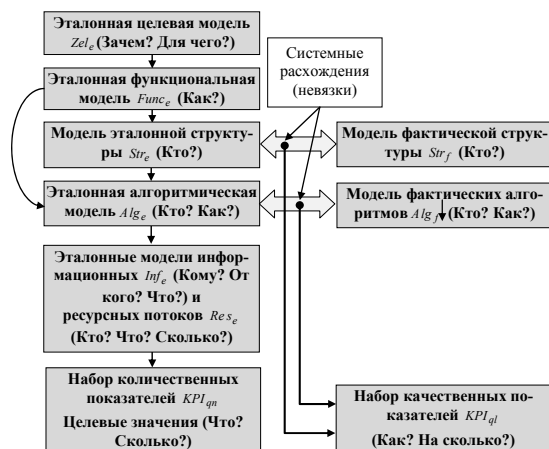 Эталонная целевая модель
Zel_e (Зачем? Для чего?)
Системные
расхождения
(невязки)
Эталонная функциональная
модель Func_e (Как?)
Модель эталонной структу-
ры Str_e (Кто?)
Модель фактической струк-
туры Str_f (Кто?)
Эталонная алгоритмическая
модель Alg_e (Кто? Как?)
Модель фактических алго-
ритмов Alg_f (Кто? Как?)
Эталонные модели инфор-
мационных Inf_e (Кому? От
кого? Что?) и
ресурсных потоков Res_e
(Кто? Что? Сколько?)
Набор количественных
показателей KPI_qn
Целевые значения (Что?
Сколько?)
Набор качественных по-
казателей KPI_ql
(Как? На сколько?)